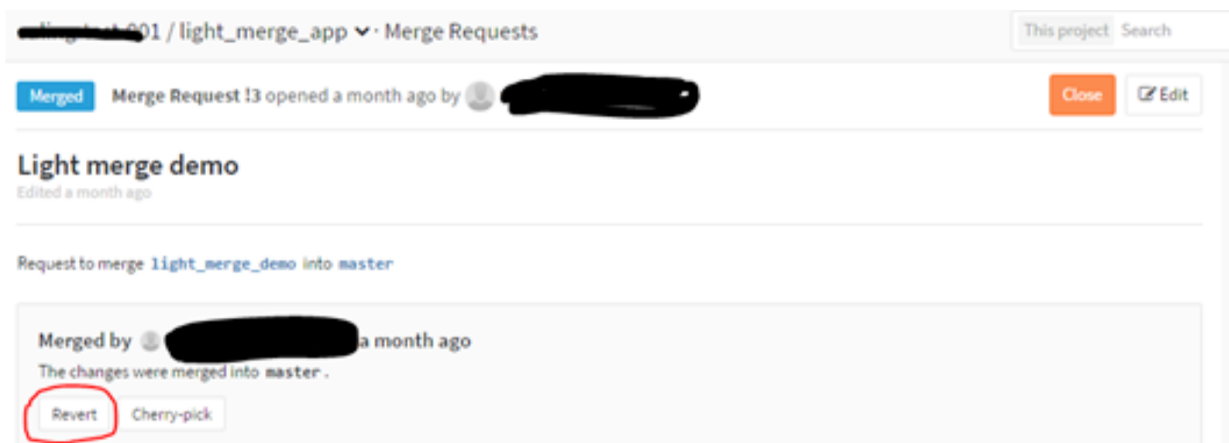 1 / light_merge_app · Merge Requests
This project Search
Merged Merge Request !3 opened a month ago by
Close Edit
Light merge demo
Edited a month ago
Request to merge light_merge_demo into master
Merged by a month ago
The changes were merged into master.
Revert Cherry-pick